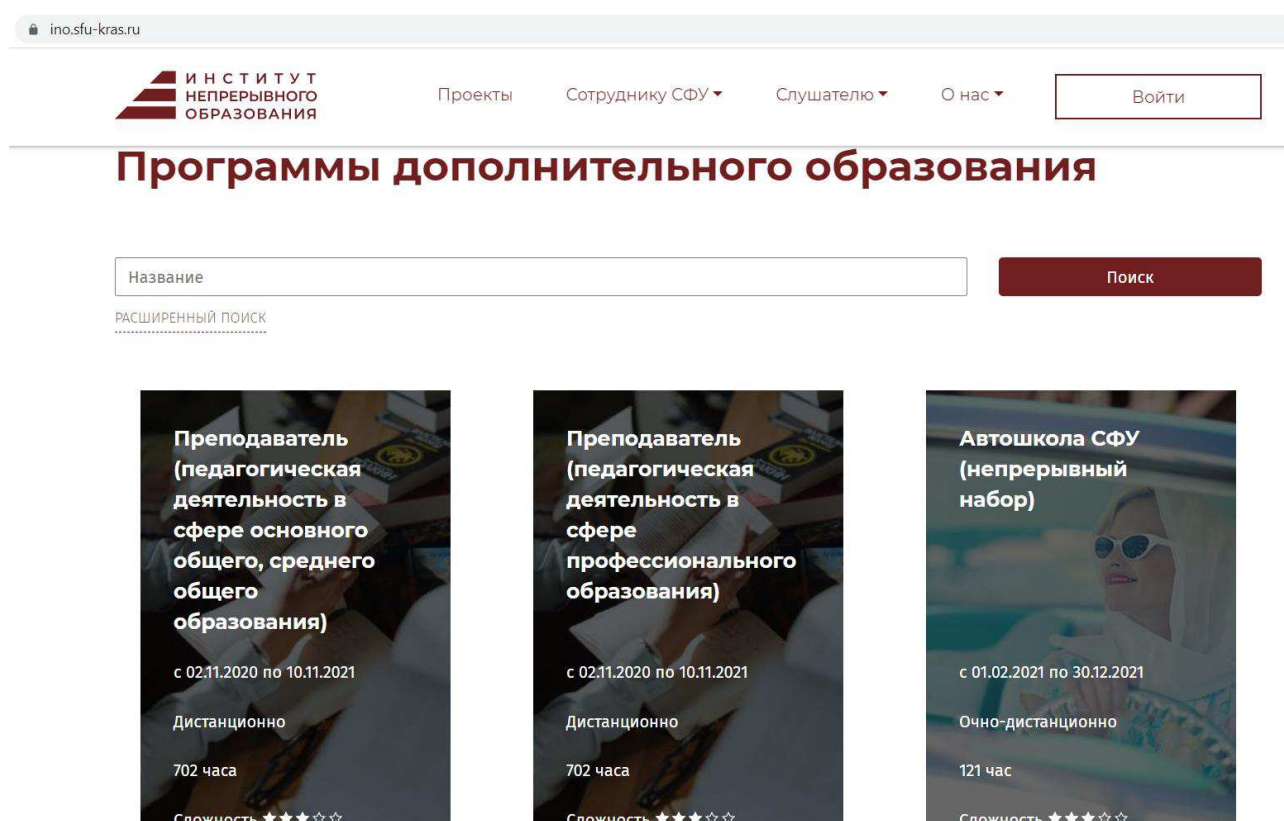 ino.sfu-kras.ru
ИНСТИТУТ
НЕПРЕРЫВНОГО
ОБРАЗОВАНИЯ
Проекты
Сотруднику СФУ
Слушателю
О нас
Войти
Программы дополнительного образования
Название
Поиск
РАСШИРЕННЫЙ ПОИСК
Преподаватель
(педагогическая
деятельность в
сфере основного
общего, среднего
общего
образования)
с 02.11.2020 по 10.11.2021
Дистанционно
702 часа
Сложность ★★★☆☆
Преподаватель
(педагогическая
деятельность в
сфере
профессионального
образования)
с 02.11.2020 по 10.11.2021
Дистанционно
702 часа
Сложность ★★★☆☆
Автошкола СФУ
(непрерывный
набор)
с 01.02.2021 по 30.12.2021
Очно-дистанционно
121 час
Сложность ★★★☆☆